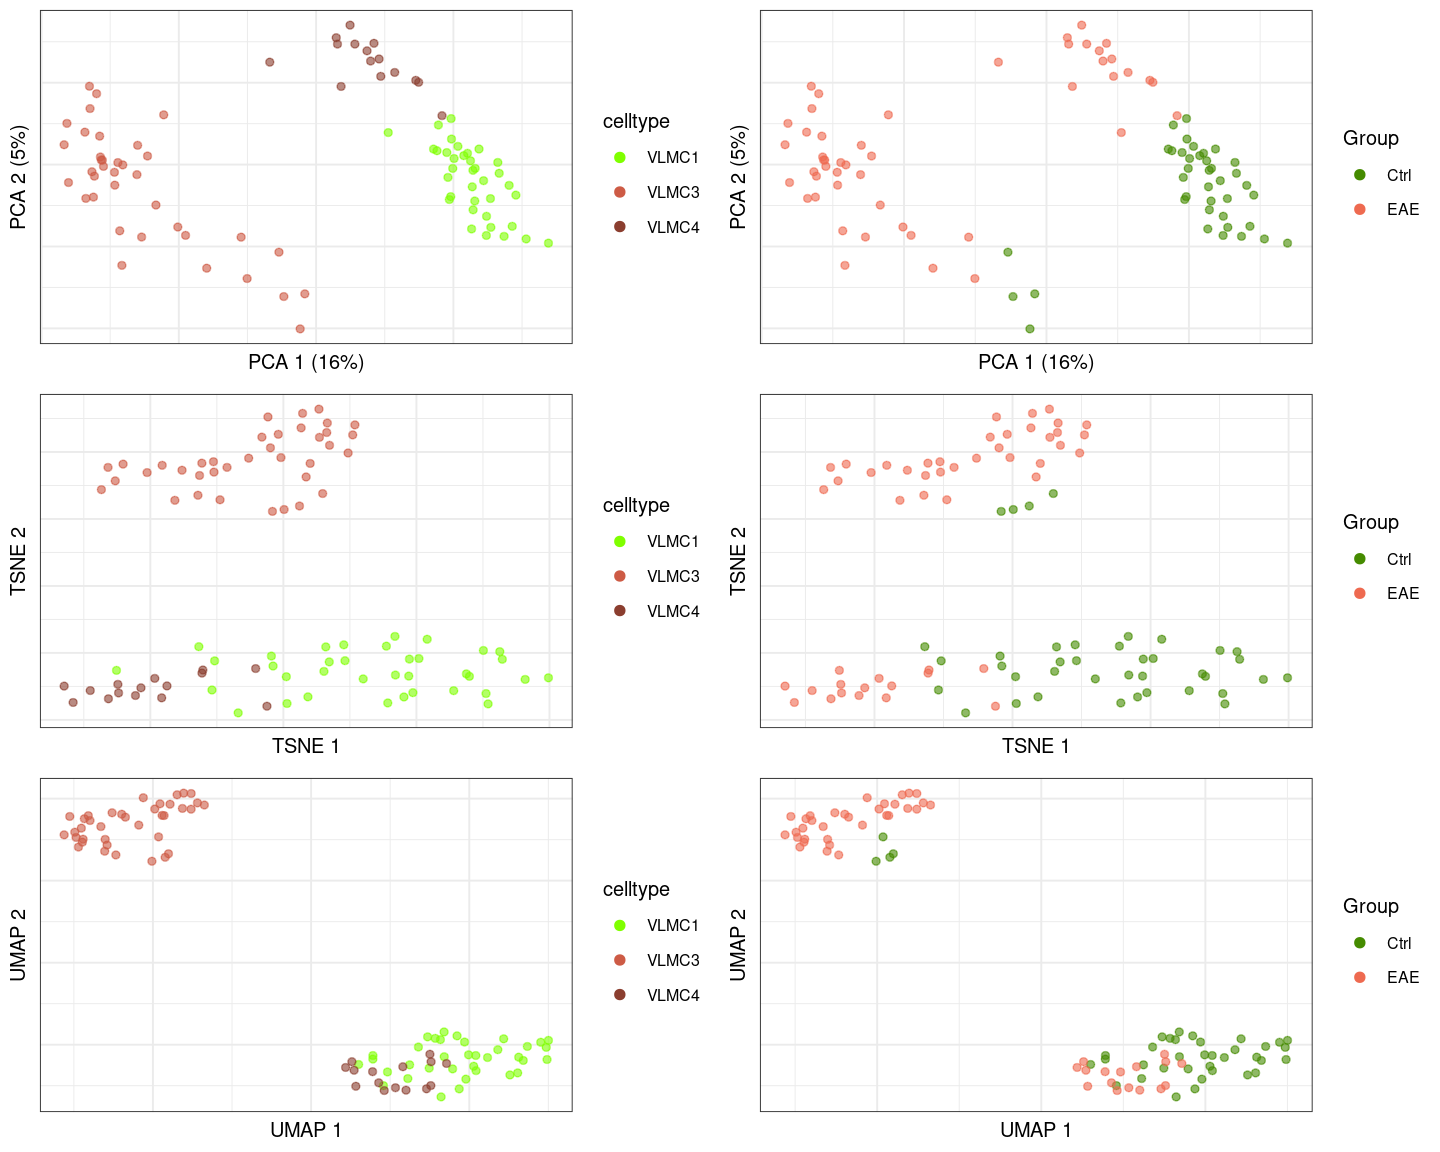 PCA 2 (5%)
PCA 1 (16%)
celltype
VLMC1
VLMC3
VLMC4
PCA 2 (5%)
PCA 1 (16%)
Group
Ctrl
EAE
TSNE 2
TSNE 1
celltype
VLMC1
VLMC3
VLMC4
TSNE 2
TSNE 1
Group
Ctrl
EAE
UMAP 2
UMAP 1
celltype
VLMC1
VLMC3
VLMC4
UMAP 2
UMAP 1
Group
Ctrl
EAE